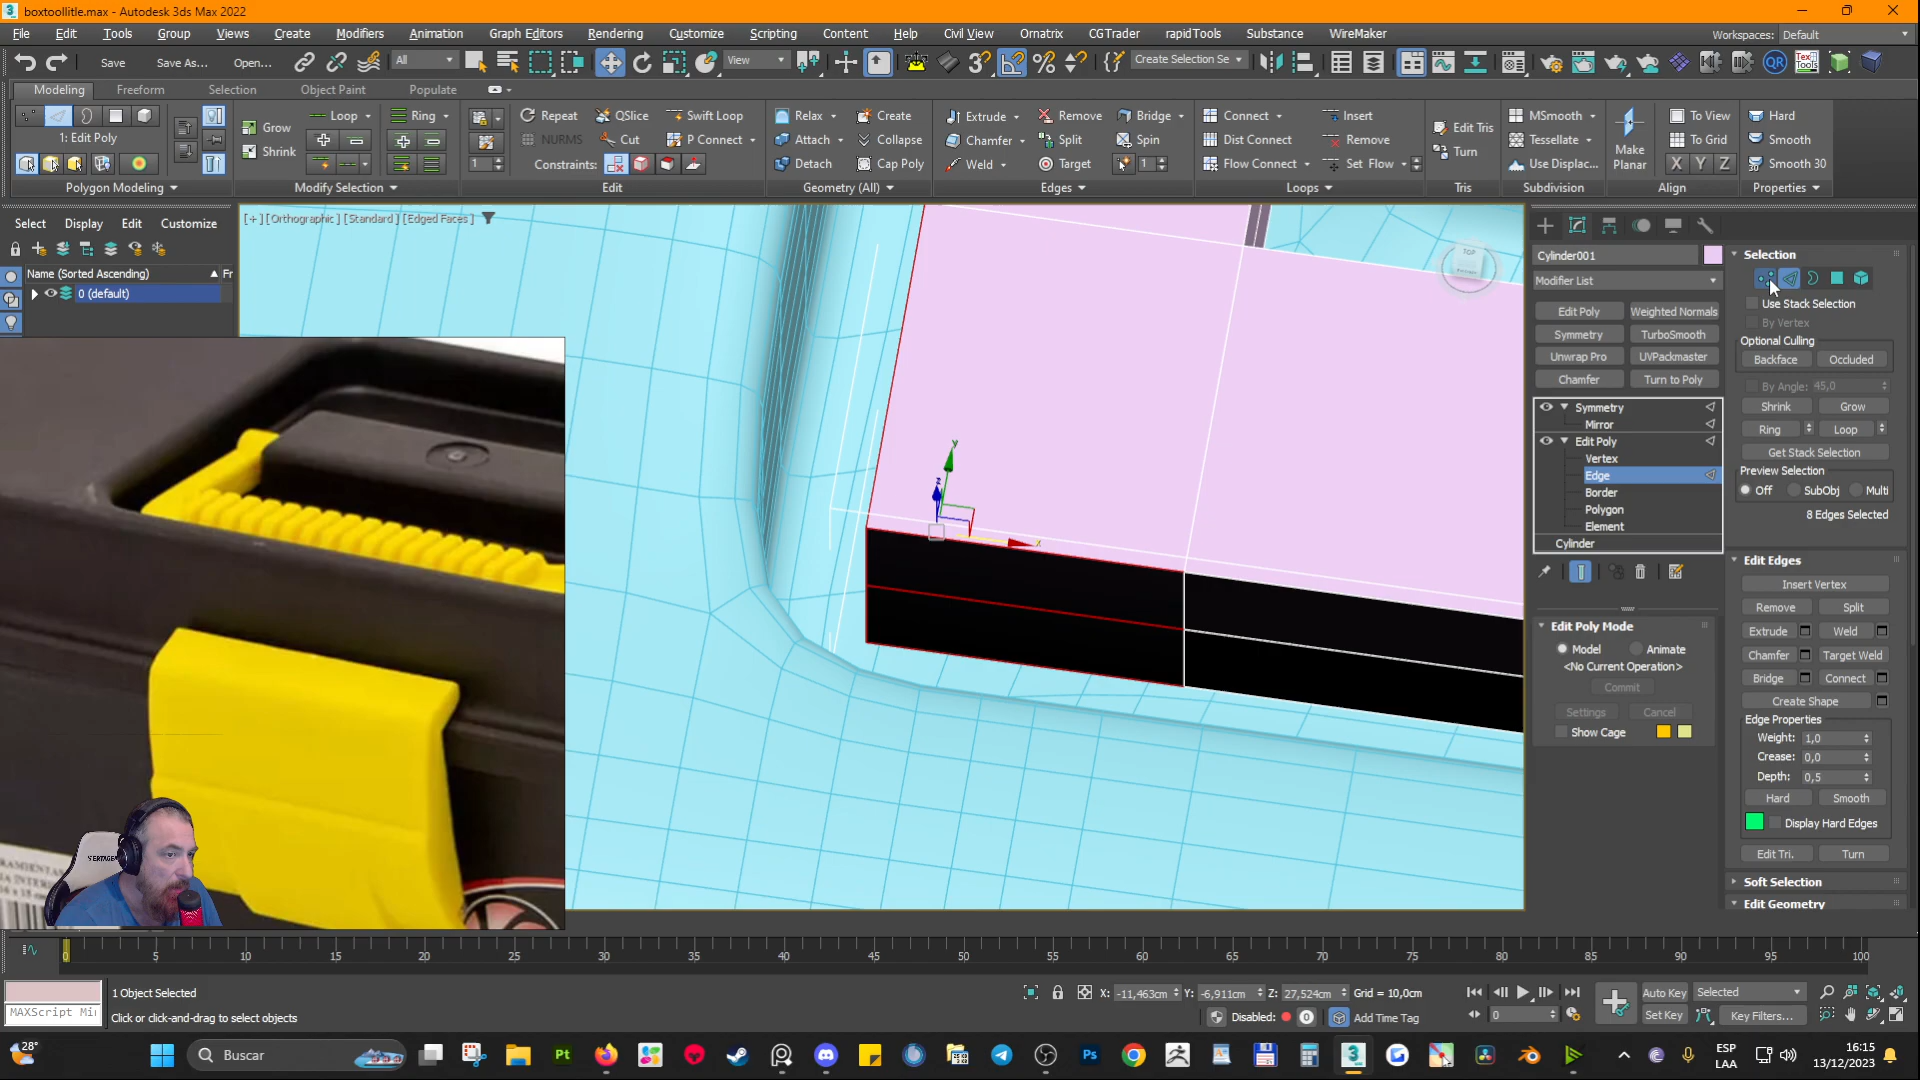 boxtoollitle.max - Autodesk 3ds Max 2022
File Edit Tools Group Views Create Modifiers Animation Graph Editors Rendering Customize Scripting Content Help Civil View Ornatrix CGTrader rapidTools Substance WireMaker Workspaces: Default
Save Save As... Open... All View Create Selection Se
Modeling Freeform Selection Object Paint Populate
Loop Ring Repeat QSlice Swift Loop Relax Create Extrude Remove Bridge Connect Insert MSmooth To View Hard
1: Edit Poly Grow NURMS Cut P Connect Attach Collapse Chamfer Split Spin Dist Connect Remove Edit Tris Turn Tessellate Make Planar To Grid Smooth
Shrink 1 Constraints: Detach Cap Poly Weld Target 1 Flow Connect Set Flow Use Displac... X Y Z Smooth 30
Polygon Modeling Modify Selection Edit Geometry (All) Edges Loops Tris Subdivision Align Properties
Select Display Edit Customize
Name (Sorted Ascending) Fr
0 (default)
[+] [Orthographic] [Standard] [Edged Faces]
TOP
x
y
z
Cylinder001
Modifier List
Edit Poly Weighted Normals
Symmetry TurboSmooth
Unwrap Pro UVPackmaster
Chamfer Turn to Poly
Symmetry
Mirror
Edit Poly
Vertex
Edge
Border
Polygon
Element
Cylinder
Edit Poly Mode
Model Animate
<No Current Operation>
Commit
Settings Cancel
Show Cage
Selection
Use Stack Selection
By Vertex
Optional Culling
Backface Occluded
By Angle: 45,0
Shrink Grow
Ring Loop
Get Stack Selection
Preview Selection
Off SubObj Multi
8 Edges Selected
Edit Edges
Insert Vertex
Remove Split
Extrude Weld
Chamfer Target Weld
Bridge Connect
Create Shape
Edge Properties
Weight: 1,0
Crease: 0,0
Depth: 0,5
Hard Smooth
Display Hard Edges
Edit Tri. Turn
Soft Selection
Edit Geometry
0 5 10 15 20 25 30 35 40 45 50 55 60 65 70 75 80 85 90 95 100
1 Object Selected X: -11,463cm Y: -6,911cm Z: 27,524cm Grid = 10,0cm Auto Key Selected
MAXScript Mi Click or click-and-drag to select objects Disabled: 0 Add Time Tag 0 Set Key Key Filters...
28° Buscar ESP LAA 16:15 13/12/2023